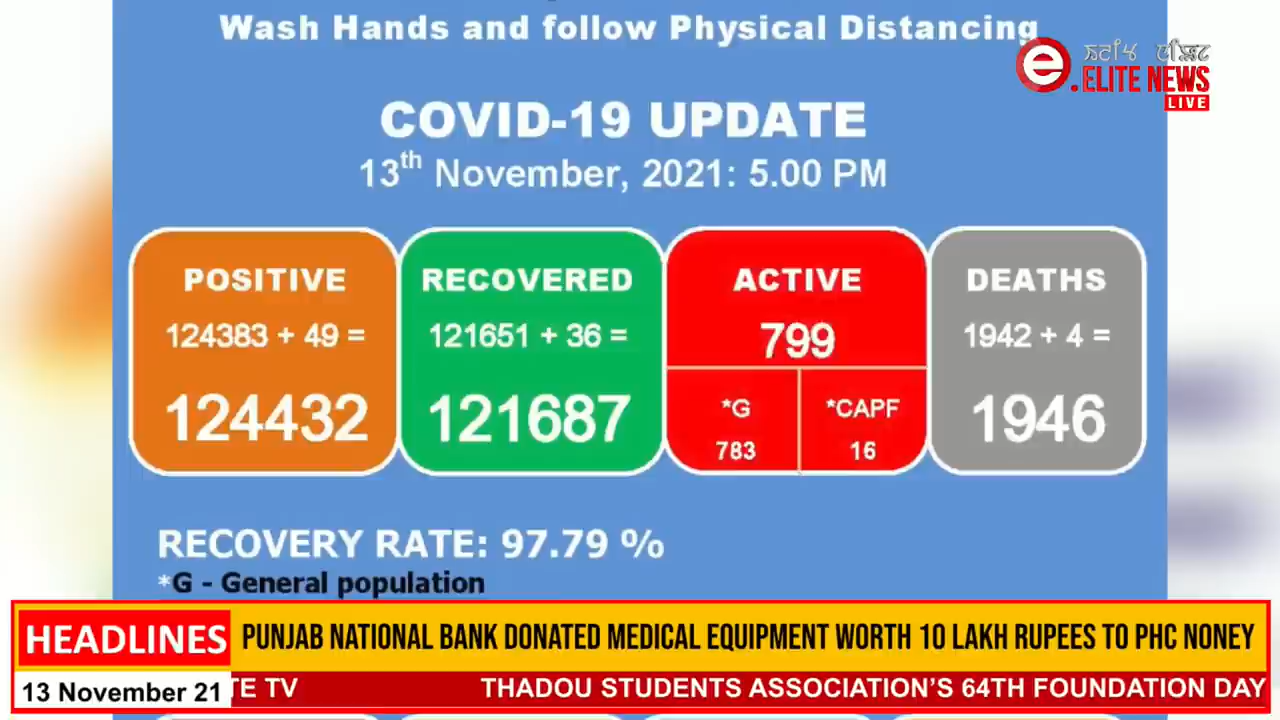 Wash Hands and follow Physical Distancing
e.
ELITE NEWS
LIVE
COVID-19 UPDATE
13th November, 2021: 5.00 PM
POSITIVE
124383 + 49 =
124432
RECOVERED
121651 + 36 =
121687
ACTIVE
799
*G
783
*CAPF
16
DEATHS
1942 + 4 =
1946
RECOVERY RATE: 97.79 %
*G - General population
HEADLINES
PUNJAB NATIONAL BANK DONATED MEDICAL EQUIPMENT WORTH 10 LAKH RUPEES TO PHC NONEY
13 November 21
TE TV
THADOU STUDENTS ASSOCIATION'S 64TH FOUNDATION DAY